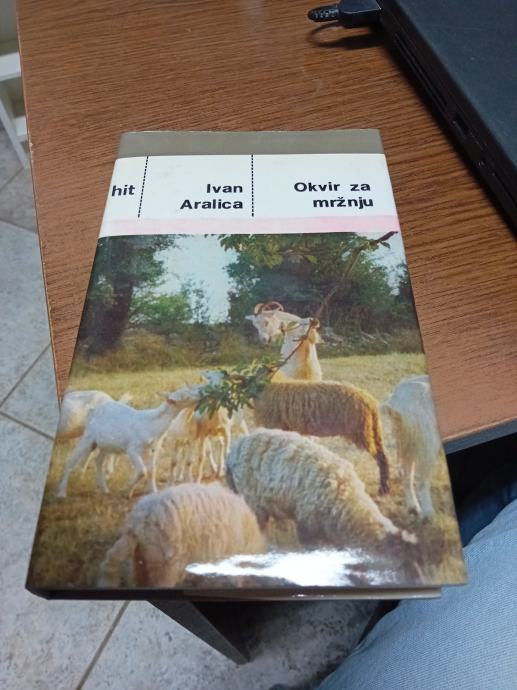 hit
Ivan
Aralica
Okvir za
mržnju